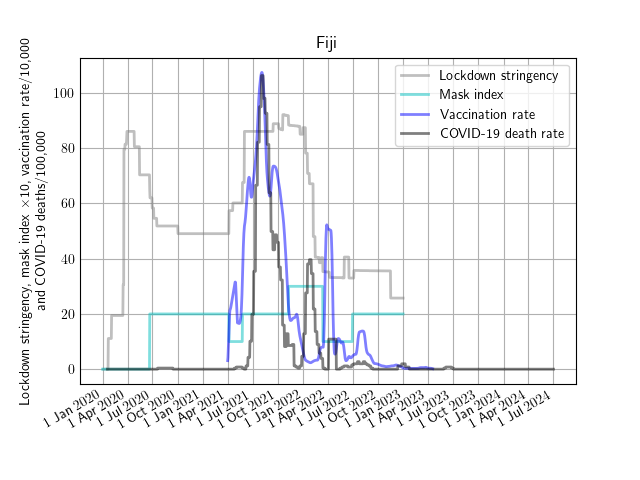 Fiji
Lockdown stringency, mask index ×10, vaccination rate/10,000
and COVID-19 deaths/100,000
100
80
60
40
20
0
Lockdown stringency
Mask index
Vaccination rate
COVID-19 death rate
1 Jan 2020
1 Apr 2020
1 Jul 2020
1 Oct 2020
1 Jan 2021
1 Apr 2021
1 Jul 2021
1 Oct 2021
1 Jan 2022
1 Apr 2022
1 Jul 2022
1 Oct 2022
1 Jan 2023
1 Apr 2023
1 Jul 2023
1 Oct 2023
1 Jan 2024
1 Apr 2024
1 Jul 2024